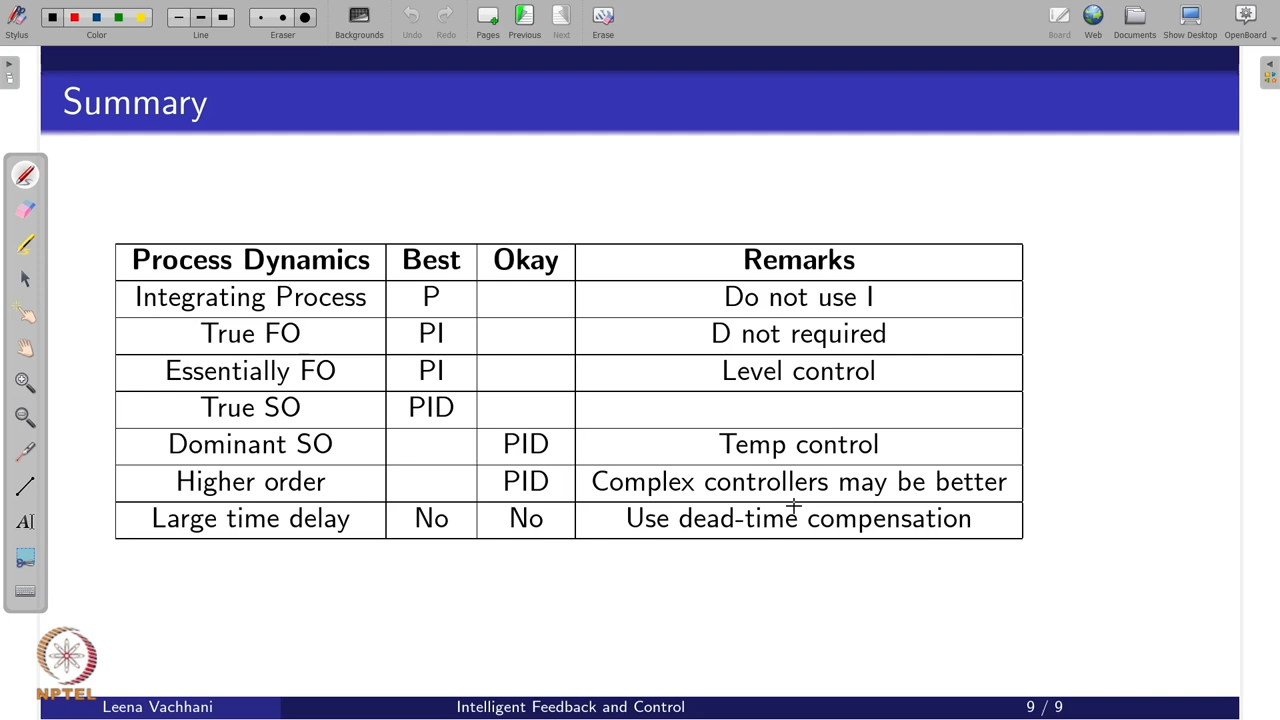 Stylus Color Line Eraser Backgrounds Undo Redo Pages Previous Next Erase Board Web Documents Show Desktop OpenBoard
Summary
Process Dynamics Best Okay Remarks
Integrating Process P Do not use I
True FO PI D not required
Essentially FO PI Level control
True SO PID
Dominant SO PID Temp control
Higher order PID Complex controllers may be better
Large time delay No No Use dead-time compensation
NPTEL
Leena Vachhani Intelligent Feedback and Control 9 / 9